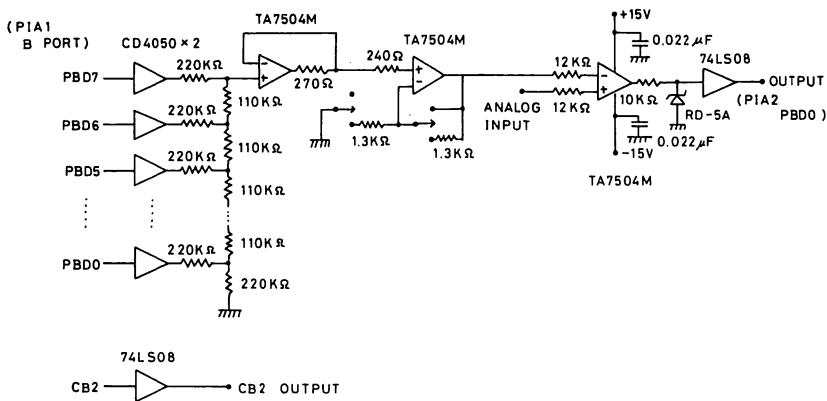 (PIA1
B PORT)
CD4050×2
TA7504M
TA7504M
+15V
0.022μF
74LS08
PBD7
220KΩ
270Ω
240Ω
12KΩ
OUTPUT
(PIA2
PBD0)
110KΩ
ANALOG
INPUT
12KΩ
10KΩ
RD-5A
PBD6
220KΩ
1.3KΩ
1.3KΩ
0.022μF
-15V
110KΩ
TA7504M
PBD5
220KΩ
110KΩ
110KΩ
PBD0
220KΩ
220KΩ
74LS08
CB2
CB2 OUTPUT